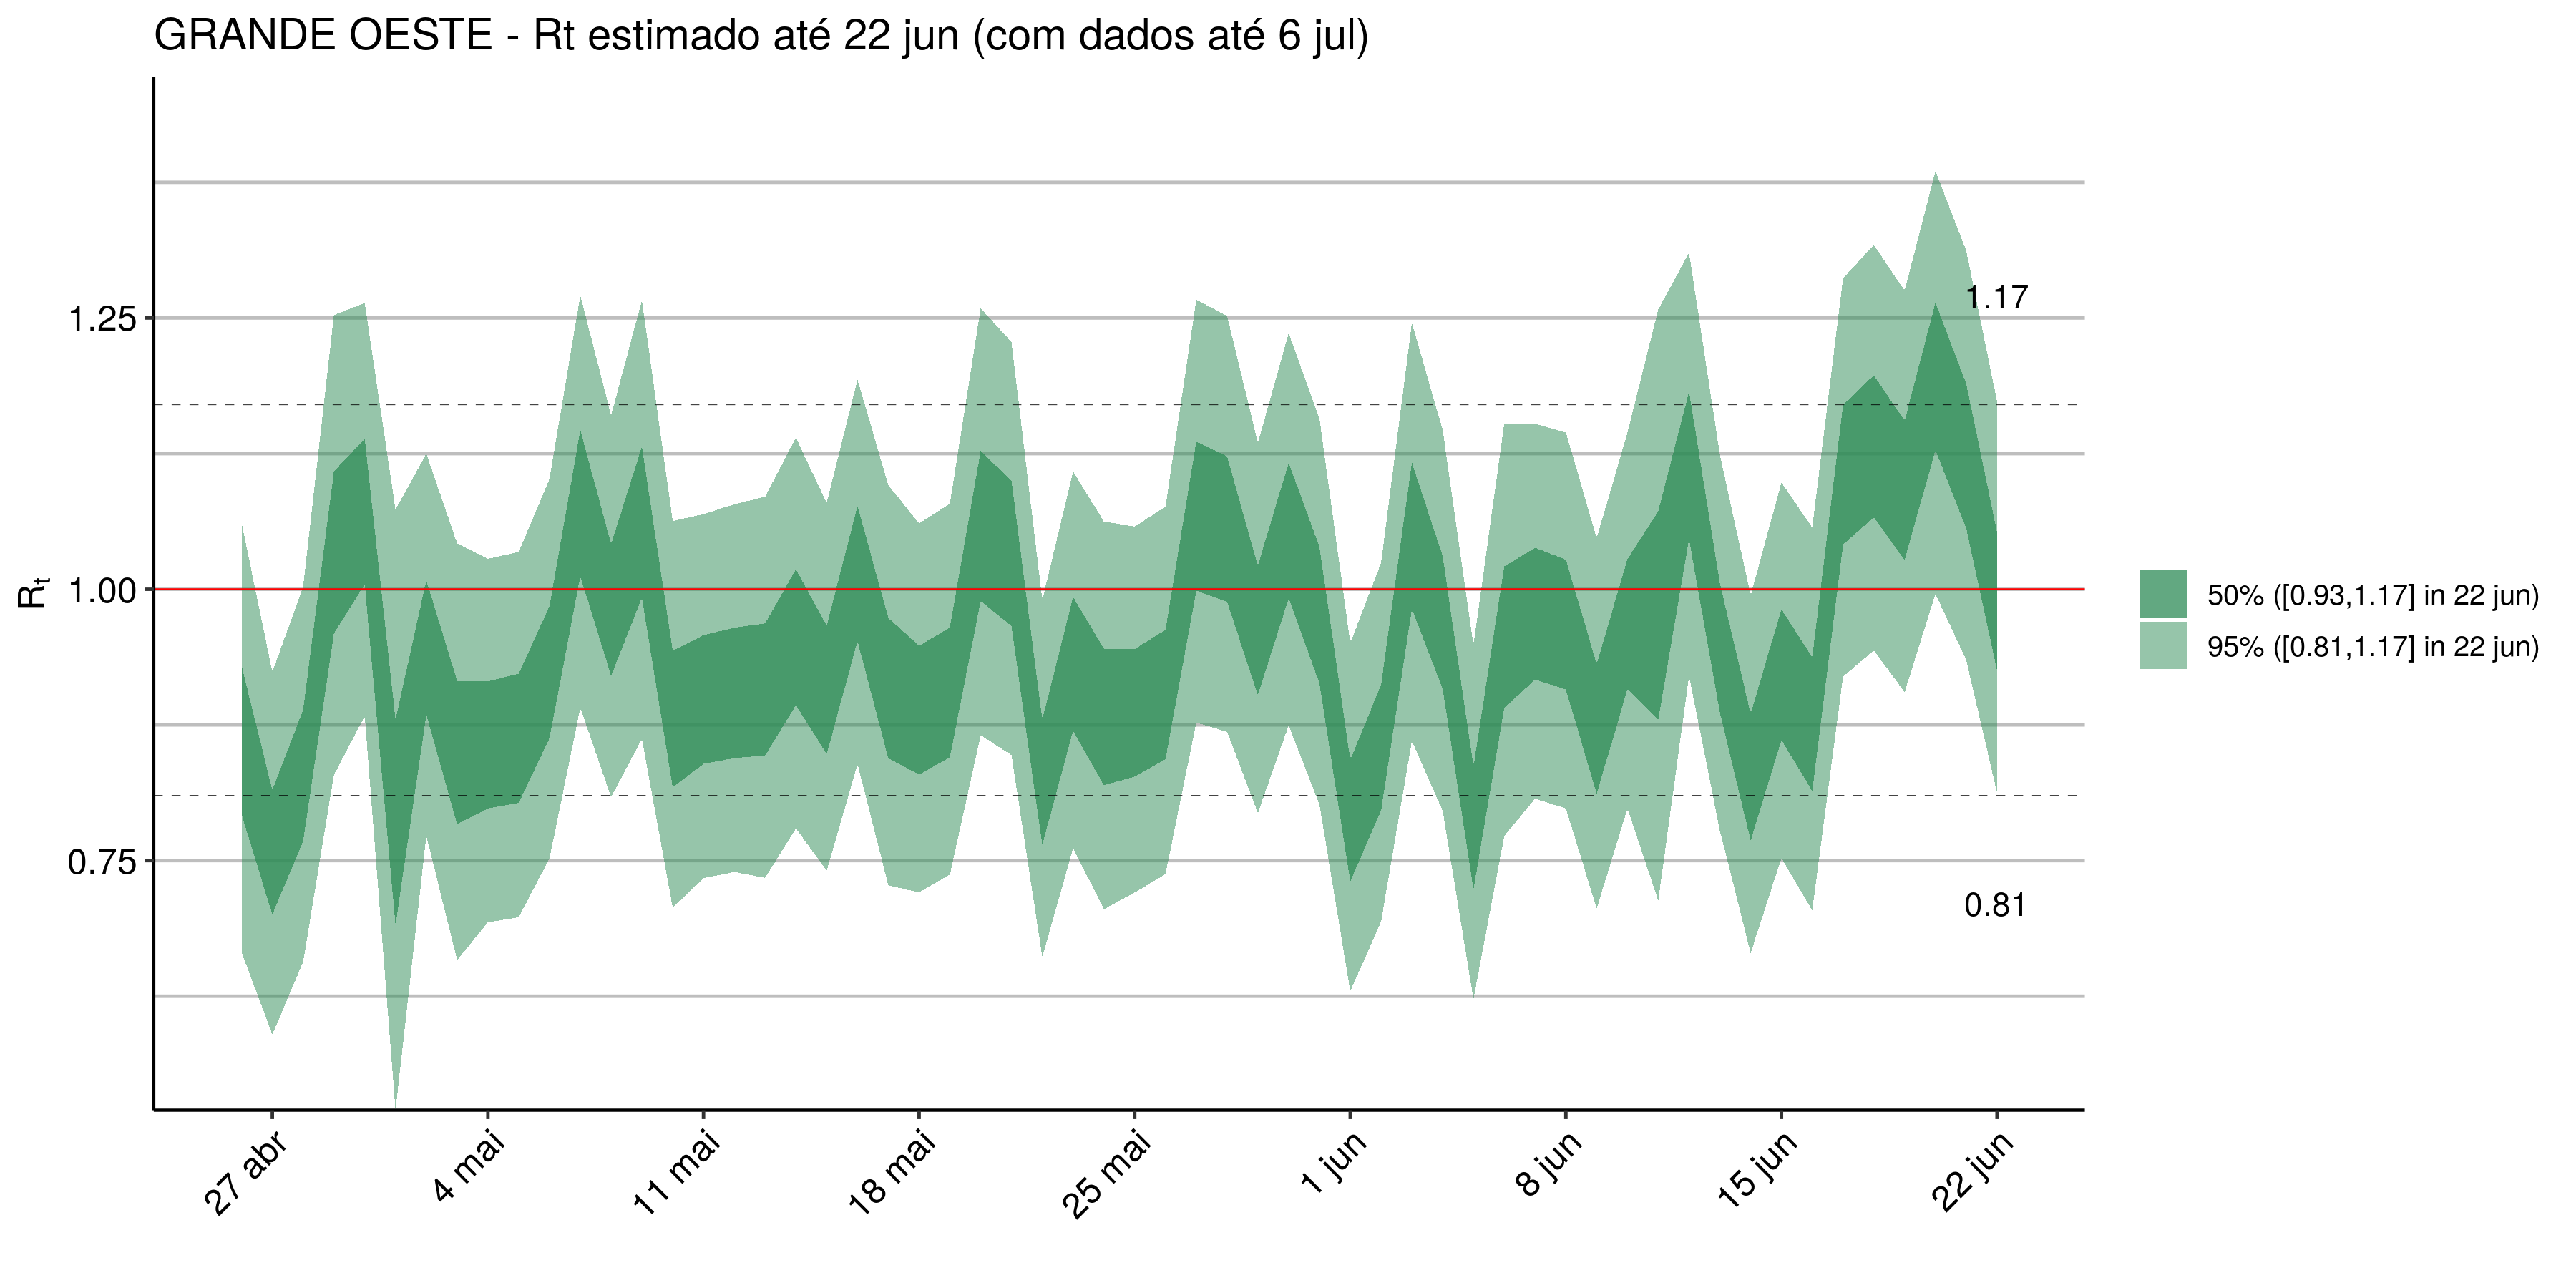 GRANDE OESTE - Rt estimado até 22 jun (com dados até 6 jul)
1.17
1.25
Rt
1.00
50% ([0.93,1.17] in 22 jun)
95% ([0.81,1.17] in 22 jun)
0.75
0.81
27 abr
4 mai
11 mai
18 mai
25 mai
1 jun
8 jun
15 jun
22 jun